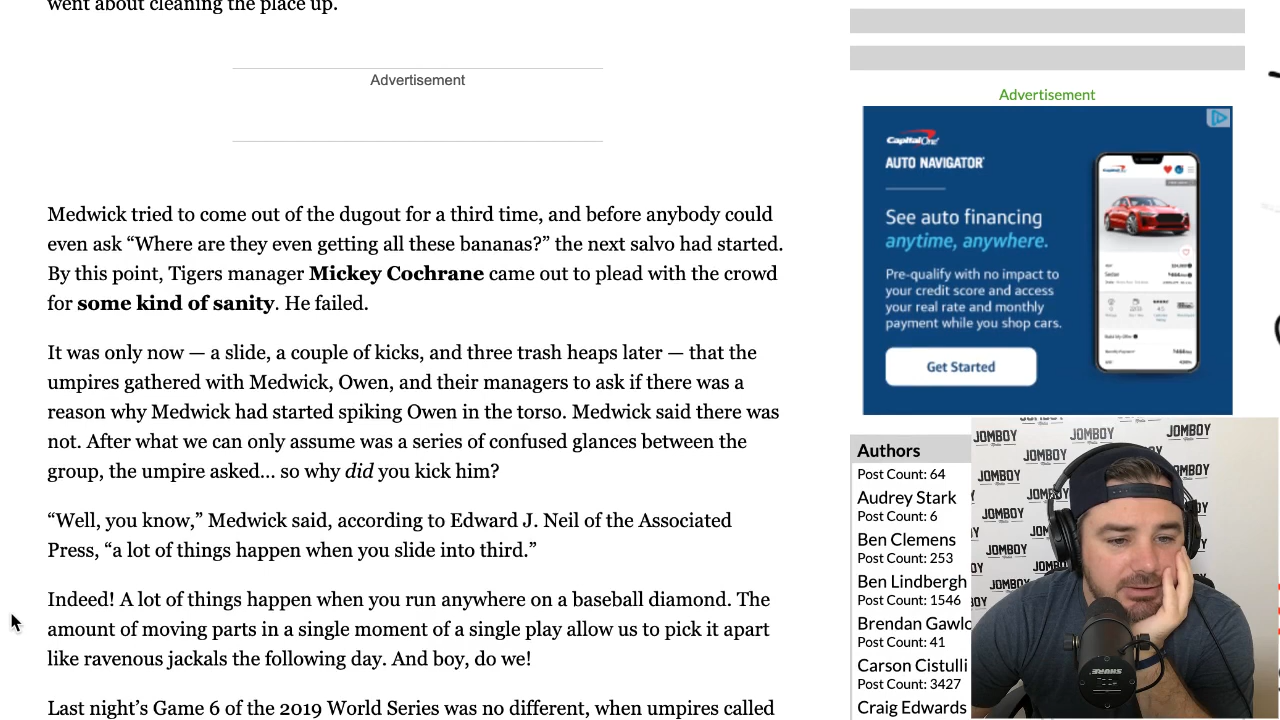 went about cleaning the place up.
Advertisement
Medwick tried to come out of the dugout for a third time, and before anybody could
even ask “Where are they even getting all these bananas?” the next salvo had started.
By this point, Tigers manager Mickey Cochrane came out to plead with the crowd
for some kind of sanity. He failed.
It was only now — a slide, a couple of kicks, and three trash heaps later — that the
umpires gathered with Medwick, Owen, and their managers to ask if there was a
reason why Medwick had started spiking Owen in the torso. Medwick said there was
not. After what we can only assume was a series of confused glances between the
group, the umpire asked... so why did you kick him?
“Well, you know,” Medwick said, according to Edward J. Neil of the Associated
Press, “a lot of things happen when you slide into third.”
Indeed! A lot of things happen when you run anywhere on a baseball diamond. The
amount of moving parts in a single moment of a single play allow us to pick it apart
like ravenous jackals the following day. And boy, do we!
Last night’s Game 6 of the 2019 World Series was no different, when umpires called
Advertisement
Capital One
AUTO NAVIGATOR
See auto financing
anytime, anywhere.
Pre-qualify with no impact to
your credit score and access
your real rate and monthly
payment while you shop cars.
Get Started
Authors
Post Count: 64
Audrey Stark
Post Count: 6
Ben Clemens
Post Count: 253
Ben Lindbergh
Post Count: 1546
Brendan Gawlo
Post Count: 41
Carson Cistulli
Post Count: 3427
Craig Edwards
JOMBOY
Media
JOMBOY
JOMBOY
JOMBOY
JOMBOY
JOMBOY
JOMBOY
SHURE